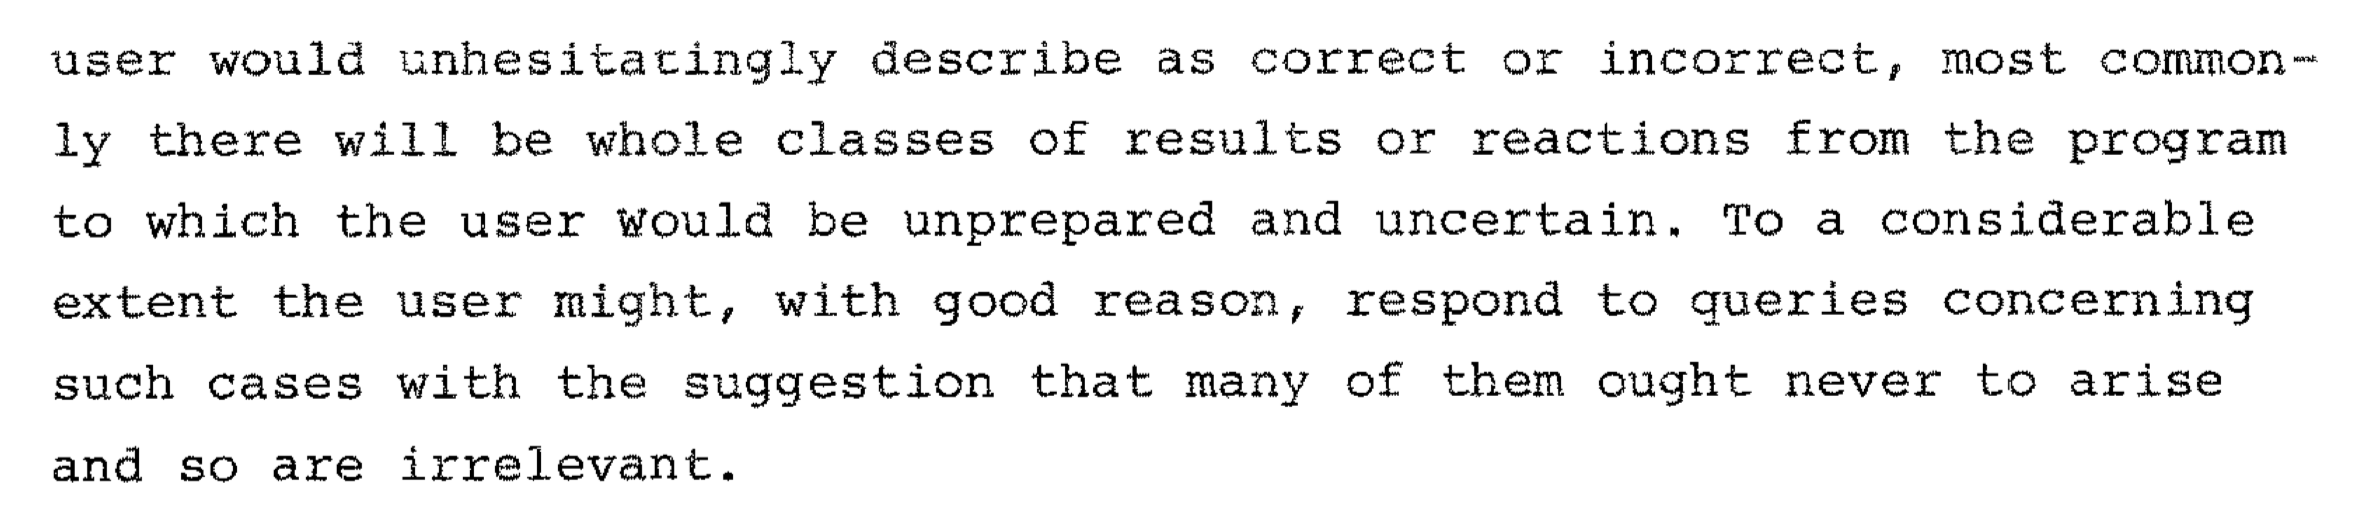 user would unhesitatingly describe as correct or incorrect, most common-
ly there will be whole classes of results or reactions from the program
to which the user would be unprepared and uncertain. To a considerable
extent the user might, with good reason, respond to queries concerning
such cases with the suggestion that many of them ought never to arise
and so are irrelevant.